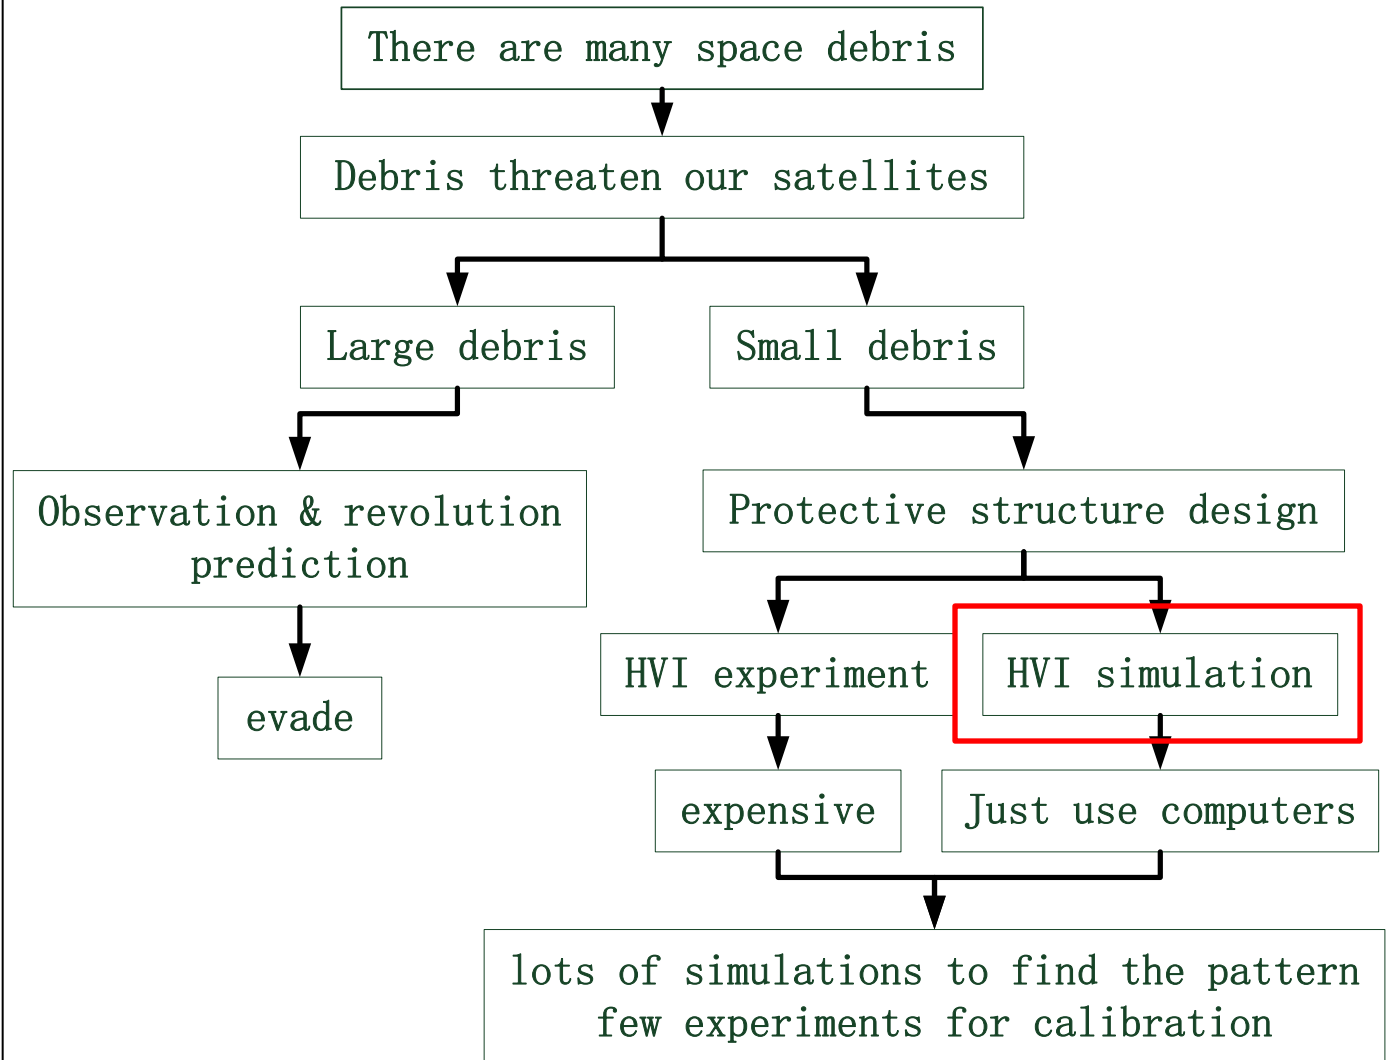 There are many space debris
Debris threaten our satellites
Large debris
Small debris
Observation & revolution
prediction
Protective structure design
evade
HVI experiment
HVI simulation
expensive
Just use computers
lots of simulations to find the pattern
few experiments for calibration